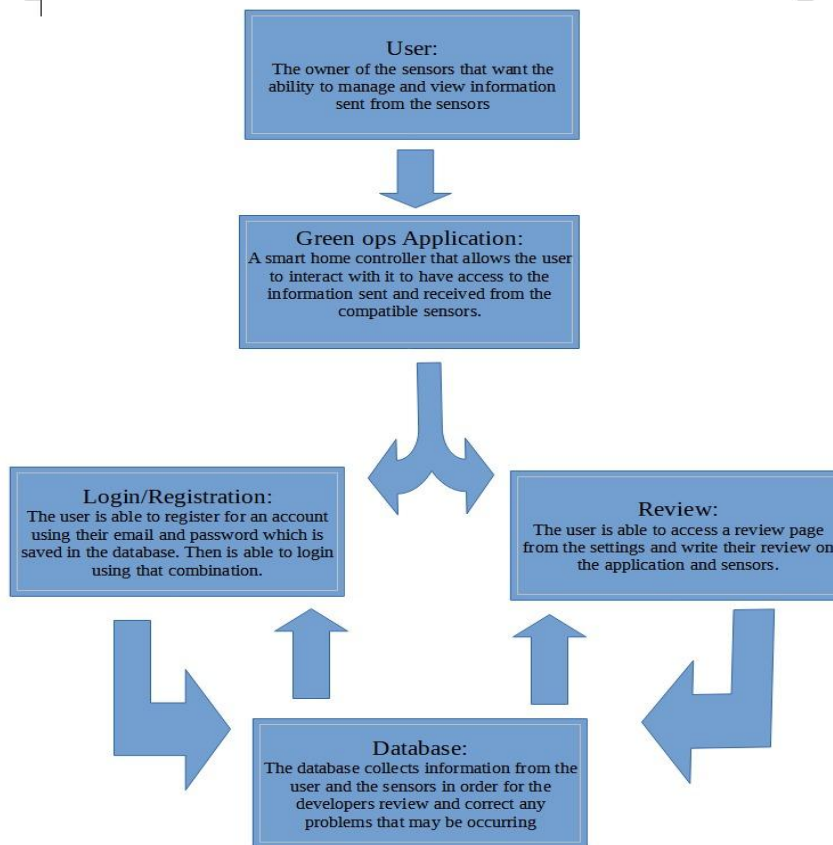 User:
The owner of the sensors that want the
ability to manage and view information
sent from the sensors
Green ops Application:
A smart home controller that allows the user
to interact with it to have access to the
information sent and received from the
compatible sensors.
Login/Registration:
The user is able to register for an account
using their email and password which is
saved in the database. Then is able to login
using that combination.
Review:
The user is able to access a review page
from the settings and write their review on
the application and sensors.
Database:
The database collects information from the
user and the sensors in order for the
developers review and correct any
problems that may be occurring